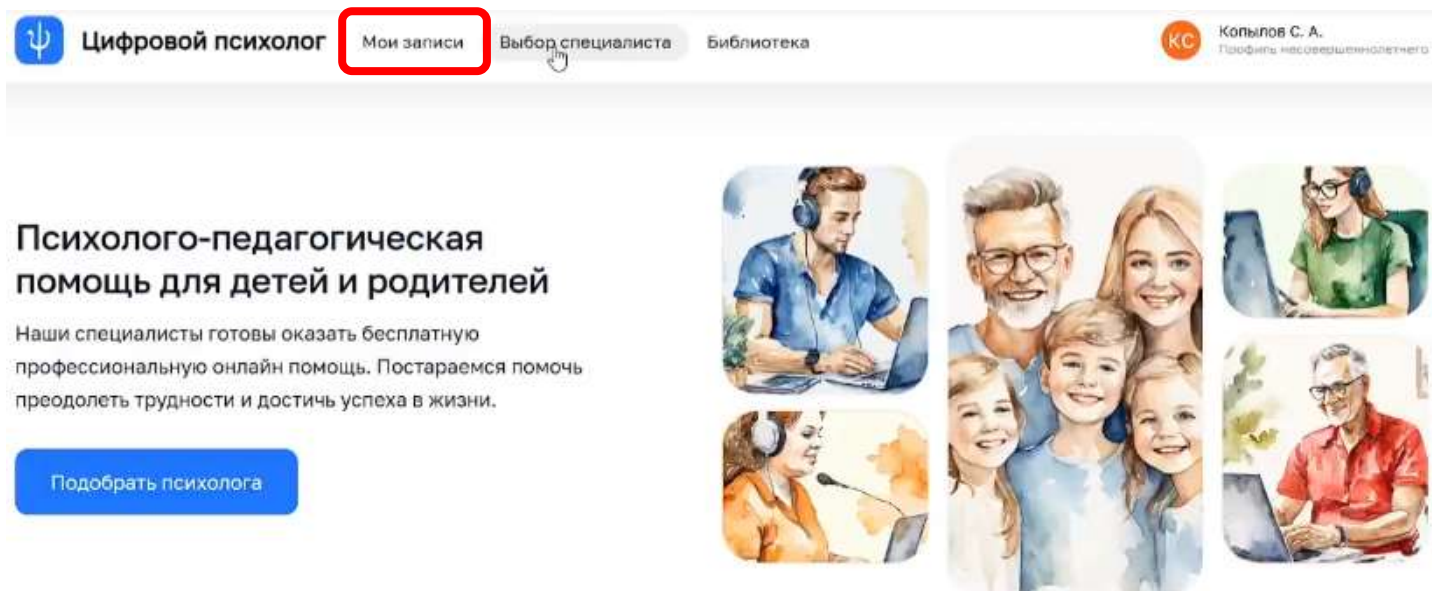 Ψ Цифровой психолог Мои записи Выбор специалиста Библиотека
КС Копылов С. А.
Профиль несовершеннолетнего
Психолого-педагогическая
помощь для детей и родителей
Наши специалисты готовы оказать бесплатную
профессиональную онлайн помощь. Постараемся помочь
преодолеть трудности и достичь успеха в жизни.
Подобрать психолога